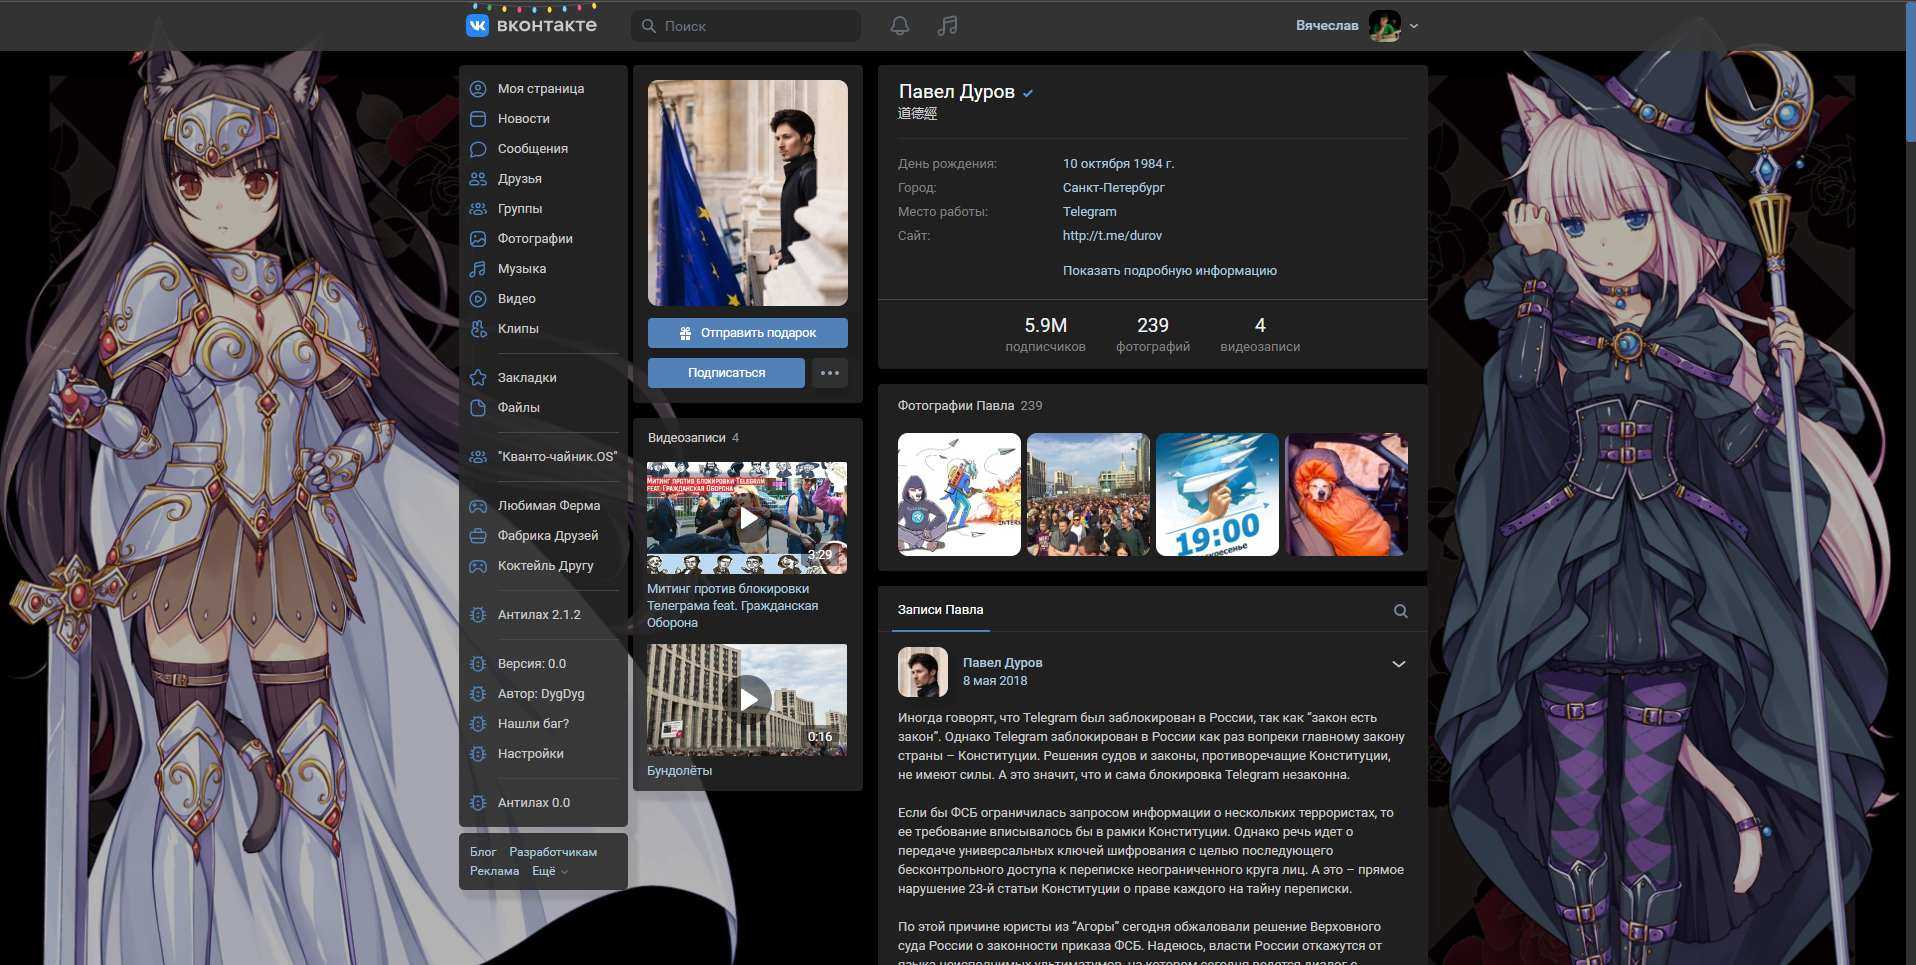 вконтакте
Поиск
Вячеслав
Моя страница
Новости
Сообщения
Друзья
Группы
Фотографии
Музыка
Видео
Клипы
Закладки
Файлы
"Кванто-чайник.OS"
Любимая Ферма
Фабрика Друзей
Коктейль Другу
Антилах 2.1.2
Версия: 0.0
Автор: DygDyg
Нашли баг?
Настройки
Антилах 0.0
Блог Разработчикам
Реклама Ещё
Отправить подарок
Подписаться
Видеозаписи 4
Митинг против блокировки Telegram
feat. Гражданская Оборона
3:29
Митинг против блокировки
Телеграма feat. Гражданская
Оборона
0:16
Бундолёты
Павел Дуров
道德經
День рождения: 10 октября 1984 г.
Город: Санкт-Петербург
Место работы: Telegram
Сайт: http://t.me/durov
Показать подробную информацию
5.9M 239 4
подписчиков фотографий видеозаписи
Фотографии Павла 239
19:00
Записи Павла
Павел Дуров
8 мая 2018
Иногда говорят, что Telegram был заблокирован в России, так как “закон есть
закон”. Однако Telegram заблокирован в России как раз вопреки главному закону
страны – Конституции. Решения судов и законы, противоречащие Конституции,
не имеют силы. А это значит, что и сама блокировка Telegram незаконна.
Если бы ФСБ ограничилась запросом информации о нескольких террористах, то
ее требование вписывалось бы в рамки Конституции. Однако речь идет о
передаче универсальных ключей шифрования с целью последующего
бесконтрольного доступа к переписке неограниченного круга лиц. А это – прямое
нарушение 23-й статьи Конституции о праве каждого на тайну переписки.
По этой причине юристы из “Агоры” сегодня обжаловали решение Верховного
суда России о законности приказа ФСБ. Надеюсь, власти России откажутся от
языка неисполнимых ультиматумов, на котором сегодня ведется диалог с